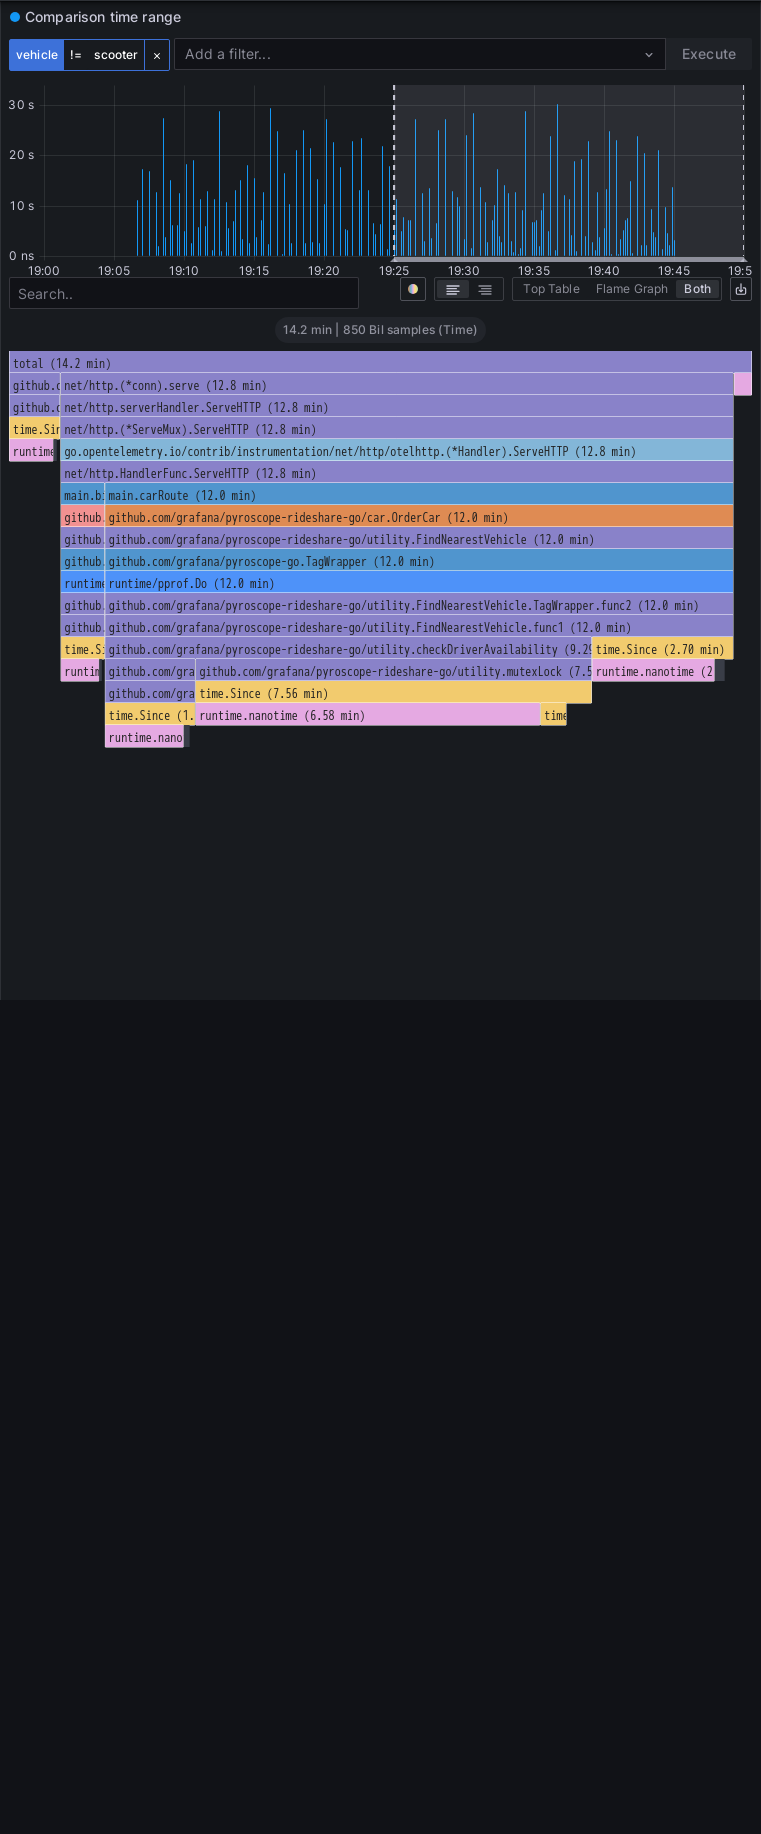 Comparison time range
vehicle != scooter × Add a filter... Execute
30 s
20 s
10 s
0 ns
19:00 19:05 19:10 19:15 19:20 19:25 19:30 19:35 19:40 19:45 19:5
Search.. Top Table Flame Graph Both
14.2 min | 850 Bil samples (Time)
total (14.2 min)
github.c net/http.(*conn).serve (12.8 min)
github.c net/http.serverHandler.ServeHTTP (12.8 min)
time.Sin net/http.(*ServeMux).ServeHTTP (12.8 min)
runtime go.opentelemetry.io/contrib/instrumentation/net/http/otelhttp.(*Handler).ServeHTTP (12.8 min)
net/http.HandlerFunc.ServeHTTP (12.8 min)
main.bi main.carRoute (12.0 min)
github. github.com/grafana/pyroscope-rideshare-go/car.OrderCar (12.0 min)
github. github.com/grafana/pyroscope-rideshare-go/utility.FindNearestVehicle (12.0 min)
github. github.com/grafana/pyroscope-go.TagWrapper (12.0 min)
runtime runtime/pprof.Do (12.0 min)
github. github.com/grafana/pyroscope-rideshare-go/utility.FindNearestVehicle.TagWrapper.func2 (12.0 min)
github. github.com/grafana/pyroscope-rideshare-go/utility.FindNearestVehicle.func1 (12.0 min)
time.Si github.com/grafana/pyroscope-rideshare-go/utility.checkDriverAvailability (9.29 time.Since (2.70 min)
runtim github.com/gra github.com/grafana/pyroscope-rideshare-go/utility.mutexLock (7.5 runtime.nanotime (2
github.com/gra time.Since (7.56 min)
time.Since (1. runtime.nanotime (6.58 min) time
runtime.nano